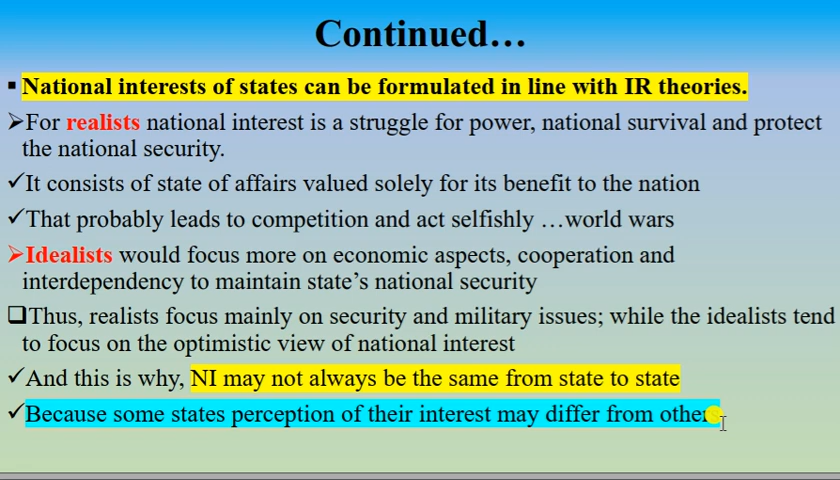 Continued…
▪ National interests of states can be formulated in line with IR theories.
➢For realists national interest is a struggle for power, national survival and protect
the national security.
✓It consists of state of affairs valued solely for its benefit to the nation
✓That probably leads to competition and act selfishly …world wars
➢Idealists would focus more on economic aspects, cooperation and
interdependency to maintain state’s national security
❑Thus, realists focus mainly on security and military issues; while the idealists tend
to focus on the optimistic view of national interest
✓And this is why, NI may not always be the same from state to state
✓Because some states perception of their interest may differ from others